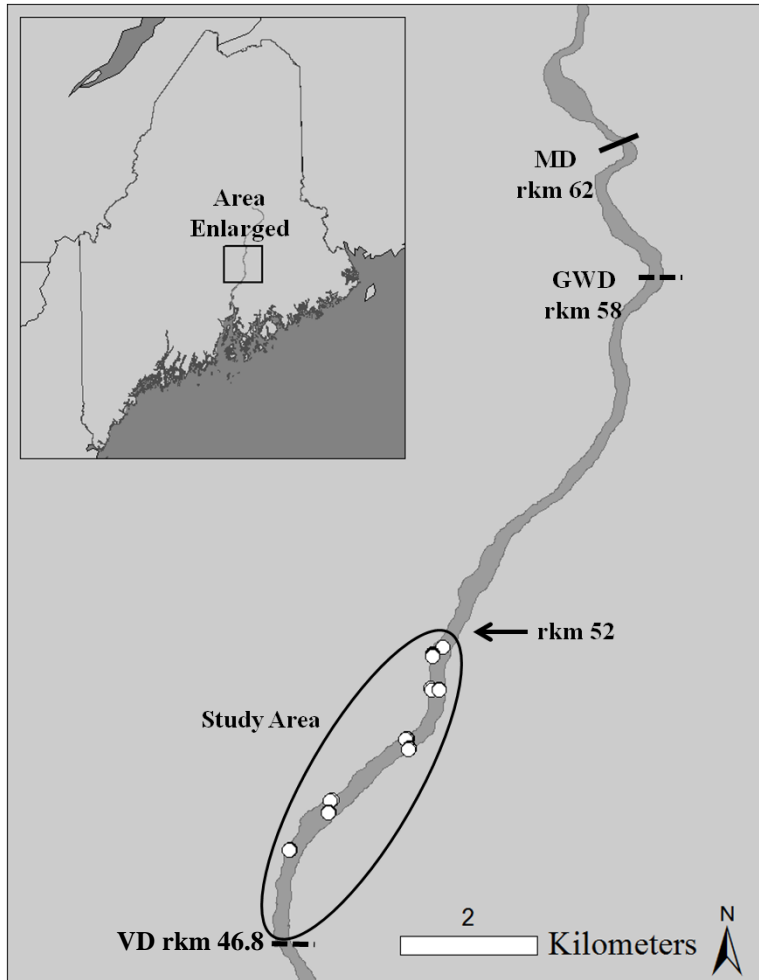 Area
Enlarged
MD
rkm 62
GWD
rkm 58
rkm 52
Study Area
VD rkm 46.8
2
Kilometers
N